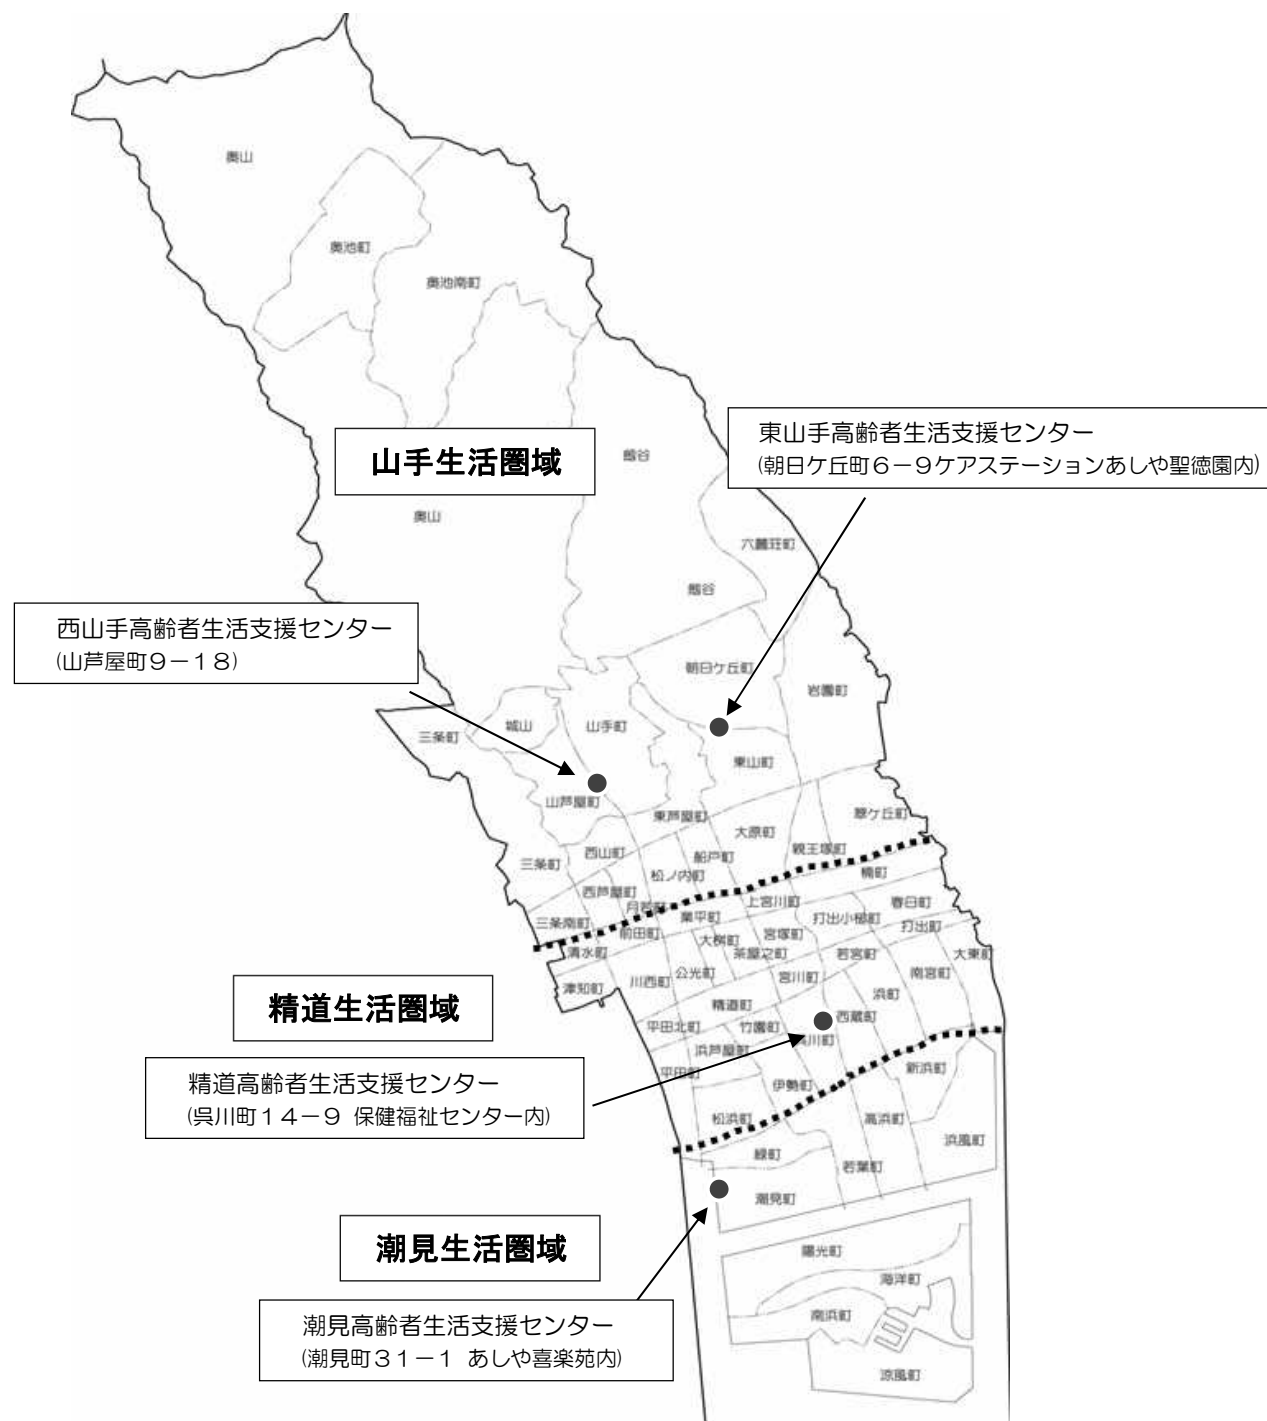 奥山
奥池町
奥池南町
東山手高齢者生活支援センター
(朝日ケ丘町6-9ケアステーションあしや聖徳園内)
山手生活圏域
剱谷
奥山
六麓荘町
剱谷
西山手高齢者生活支援センター
(山芦屋町9-18)
朝日ケ丘町
岩園町
城山
山手町
三条町
東山町
山芦屋町
東芦屋町
翠ケ丘町
大原町
親王塚町
西山町
船戸町
三条町
松ノ内町
楠町
西芦屋町
月若町
業平町
上宮川町
春日町
三条南町
前田町
打出小槌町
打出町
大桝町
宮塚町
清水町
茶屋之町
若宮町
大東町
公光町
宮川町
南宮町
川西町
津知町
浜町
精道生活圏域
精道町
西蔵町
平田北町
竹園町
呉川町
浜芦屋町
平田町
新浜町
精道高齢者生活支援センター
(呉川町14-9 保健福祉センター内)
伊勢町
松浜町
高浜町
浜風町
緑町
若葉町
潮見町
潮見生活圏域
陽光町
海洋町
南浜町
潮見高齢者生活支援センター
(潮見町31-1 あしや喜楽苑内)
涼風町